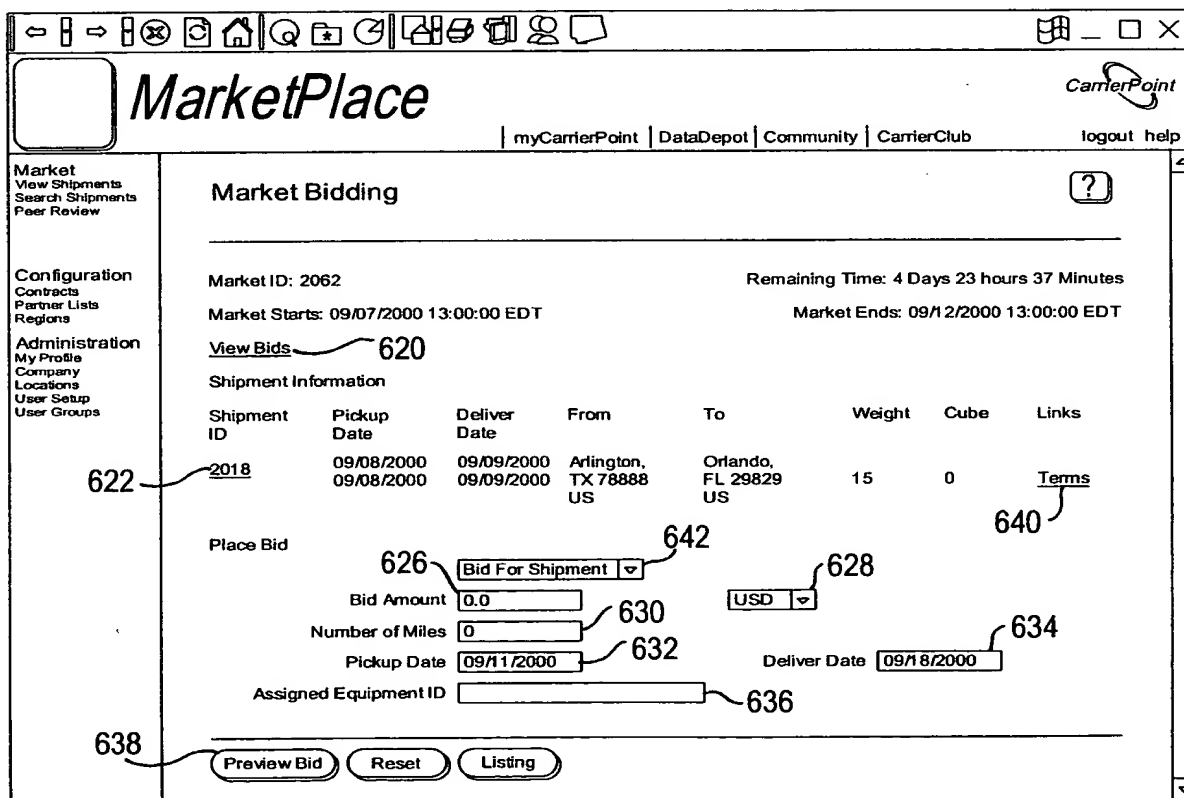 MarketPlace
CarrierPoint
myCarrierPoint | DataDepot | Community | CarrierClub
logout help
Market
View Shipments
Search Shipments
Peer Review
Configuration
Contracts
Partner Lists
Regions
Administration
My Profile
Company
Locations
User Setup
User Groups
Market Bidding
?
Market ID: 2062
Remaining Time: 4 Days 23 hours 37 Minutes
Market Starts: 09/07/2000 13:00:00 EDT
Market Ends: 09/12/2000 13:00:00 EDT
View Bids 620
Shipment Information
Shipment ID Pickup Date Deliver Date From To Weight Cube Links
622 2018 09/08/2000 09/09/2000 Arlington, Orlando,
09/08/2000 09/09/2000 TX 78888 FL 29829 15 0 Terms
US US
640
Place Bid
642
626 Bid For Shipment 628
Bid Amount 0.0 USD
Number of Miles 0 630
Pickup Date 09/11/2000 632 Deliver Date 09/18/2000 634
Assigned Equipment ID 636
638 Preview Bid Reset Listing